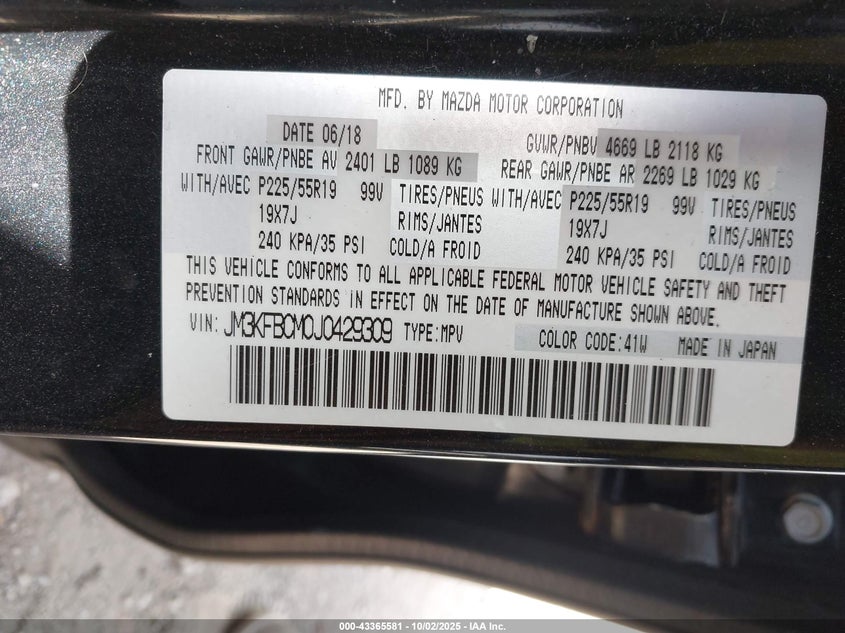 MFD. BY MAZDA MOTOR CORPORATION
DATE 06/18 GVWR/PNBV 4669 LB 2118 KG
FRONT GAWR/PNBE AV 2401 LB 1089 KG REAR GAWR/PNBE AR 2269 LB 1029 KG
WITH/AVEC P225/55R19 99V TIRES/PNEUS WITH/AVEC P225/55R19 99V TIRES/PNEUS
19X7J RIMS/JANTES 19X7J RIMS/JANTES
240 KPA/35 PSI COLD/A FROID 240 KPA/35 PSI COLD/A FROID
THIS VEHICLE CONFORMS TO ALL APPLICABLE FEDERAL MOTOR VEHICLE SAFETY AND THEFT
PREVENTION STANDARDS IN EFFECT ON THE DATE OF MANUFACTURE SHOWN ABOVE.
VIN: JM3KFBCM0J0429309 TYPE:MPV COLOR CODE:41W MADE IN JAPAN
000-43365581 - 10/02/2025 - IAA Inc.